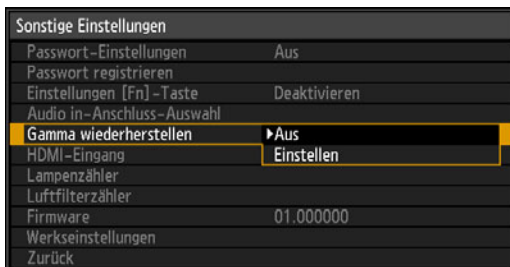 Sonstige Einstellungen
Passwort-Einstellungen Aus
Passwort registrieren
Einstellungen [Fn]-Taste Deaktivieren
Audio in-Anschluss-Auswahl
Gamma wiederherstellen ▶Aus
HDMI-Eingang Einstellen
Lampenzähler
Luftfilterzähler
Firmware 01.000000
Werkseinstellungen
Zurück